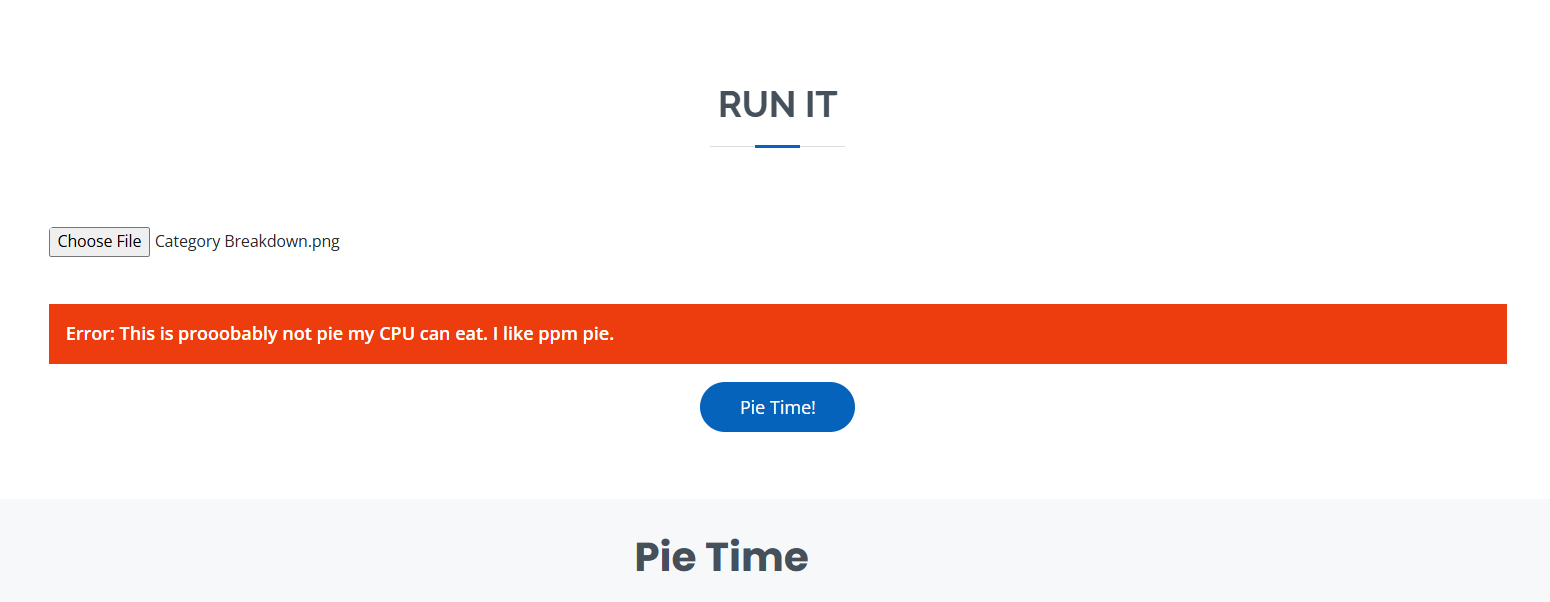 RUN IT
Choose File Category Breakdown.png
Error: This is prooobably not pie my CPU can eat. I like ppm pie.
Pie Time!
Pie Time